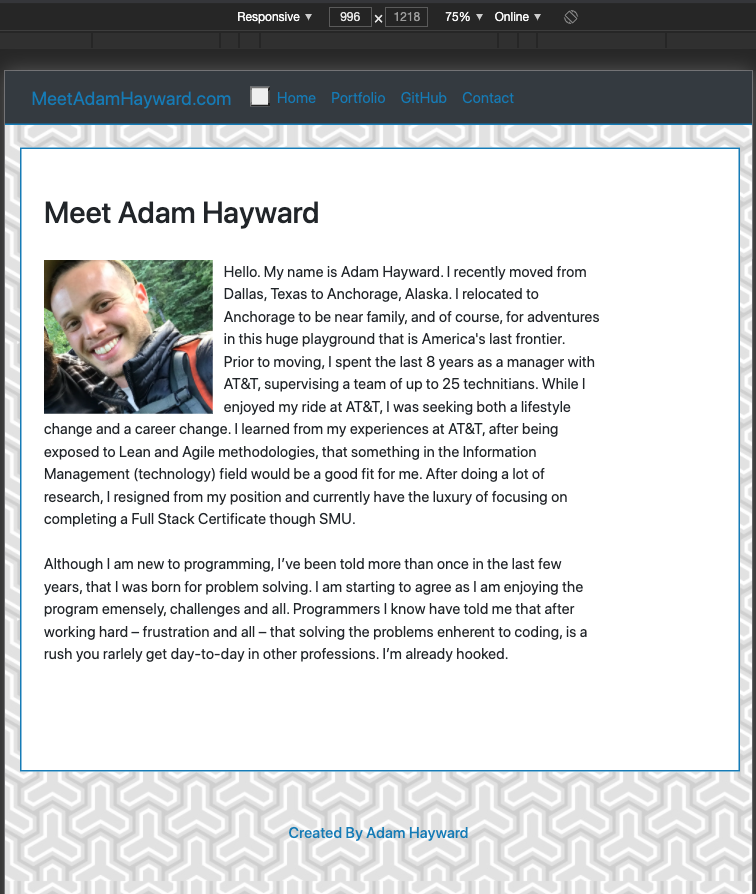 Responsive ▼ 996 × 1218 75% ▼ Online ▼
MeetAdamHayward.com Home Portfolio GitHub Contact
Meet Adam Hayward
Hello. My name is Adam Hayward. I recently moved from
Dallas, Texas to Anchorage, Alaska. I relocated to
Anchorage to be near family, and of course, for adventures
in this huge playground that is America's last frontier.
Prior to moving, I spent the last 8 years as a manager with
AT&T, supervising a team of up to 25 technitians. While I
enjoyed my ride at AT&T, I was seeking both a lifestyle
change and a career change. I learned from my experiences at AT&T, after being
exposed to Lean and Agile methodologies, that something in the Information
Management (technology) field would be a good fit for me. After doing a lot of
research, I resigned from my position and currently have the luxury of focusing on
completing a Full Stack Certificate though SMU.
Although I am new to programming, I’ve been told more than once in the last few
years, that I was born for problem solving. I am starting to agree as I am enjoying the
program emensely, challenges and all. Programmers I know have told me that after
working hard – frustration and all – that solving the problems enherent to coding, is a
rush you rarlely get day-to-day in other professions. I’m already hooked.
Created By Adam Hayward